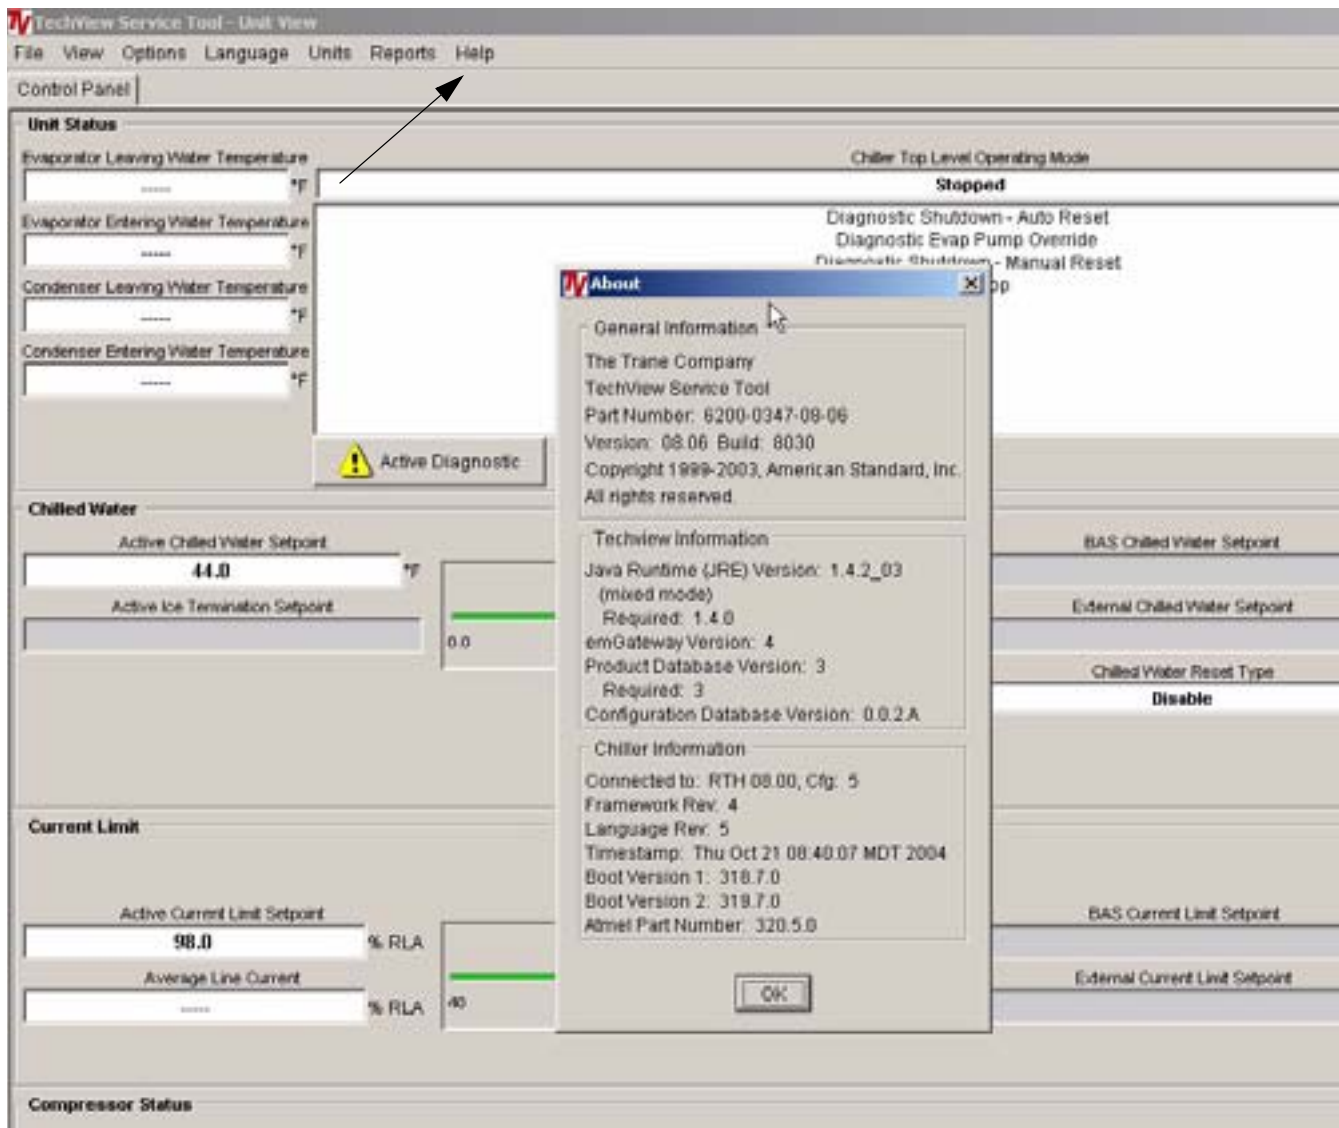 TechView Service Tool - Unit View
File View Options Language Units Reports Help
Control Panel
Unit Status
Evaporator Leaving Water Temperature
-----
°F
Chiller Top Level Operating Mode
Stopped
Evaporator Entering Water Temperature
-----
°F
Diagnostic Shutdown - Auto Reset
Diagnostic Evap Pump Override
Diagnostic Shutdown - Manual Reset
op
Condenser Leaving Water Temperature
-----
°F
Condenser Entering Water Temperature
-----
°F
Active Diagnostic
About
General Information
The Trane Company
TechView Service Tool
Part Number: 6200-0347-08-06
Version: 08.06 Build: 8030
Copyright 1999-2003, American Standard, Inc.
All rights reserved.
Techview Information
Java Runtime (JRE) Version: 1.4.2_03
(mixed mode)
Required: 1.4.0
emGateway Version: 4
Product Database Version: 3
Required: 3
Configuration Database Version: 0.0.2.A
Chiller Information
Connected to: RTH 08.00, Cfg: 5
Framework Rev: 4
Language Rev: 5
Timestamp: Thu Oct 21 08:40:07 MDT 2004
Boot Version 1: 318.7.0
Boot Version 2: 319.7.0
Atmel Part Number: 320.5.0
OK
Chilled Water
Active Chilled Water Setpoint
44.0 °F
Active Ice Termination Setpoint
0.0
BAS Chilled Water Setpoint
External Chilled Water Setpoint
Chilled Water Reset Type
Disable
Current Limit
Active Current Limit Setpoint
98.0 % RLA
Average Line Current
----- % RLA
40
BAS Current Limit Setpoint
External Current Limit Setpoint
Compressor Status